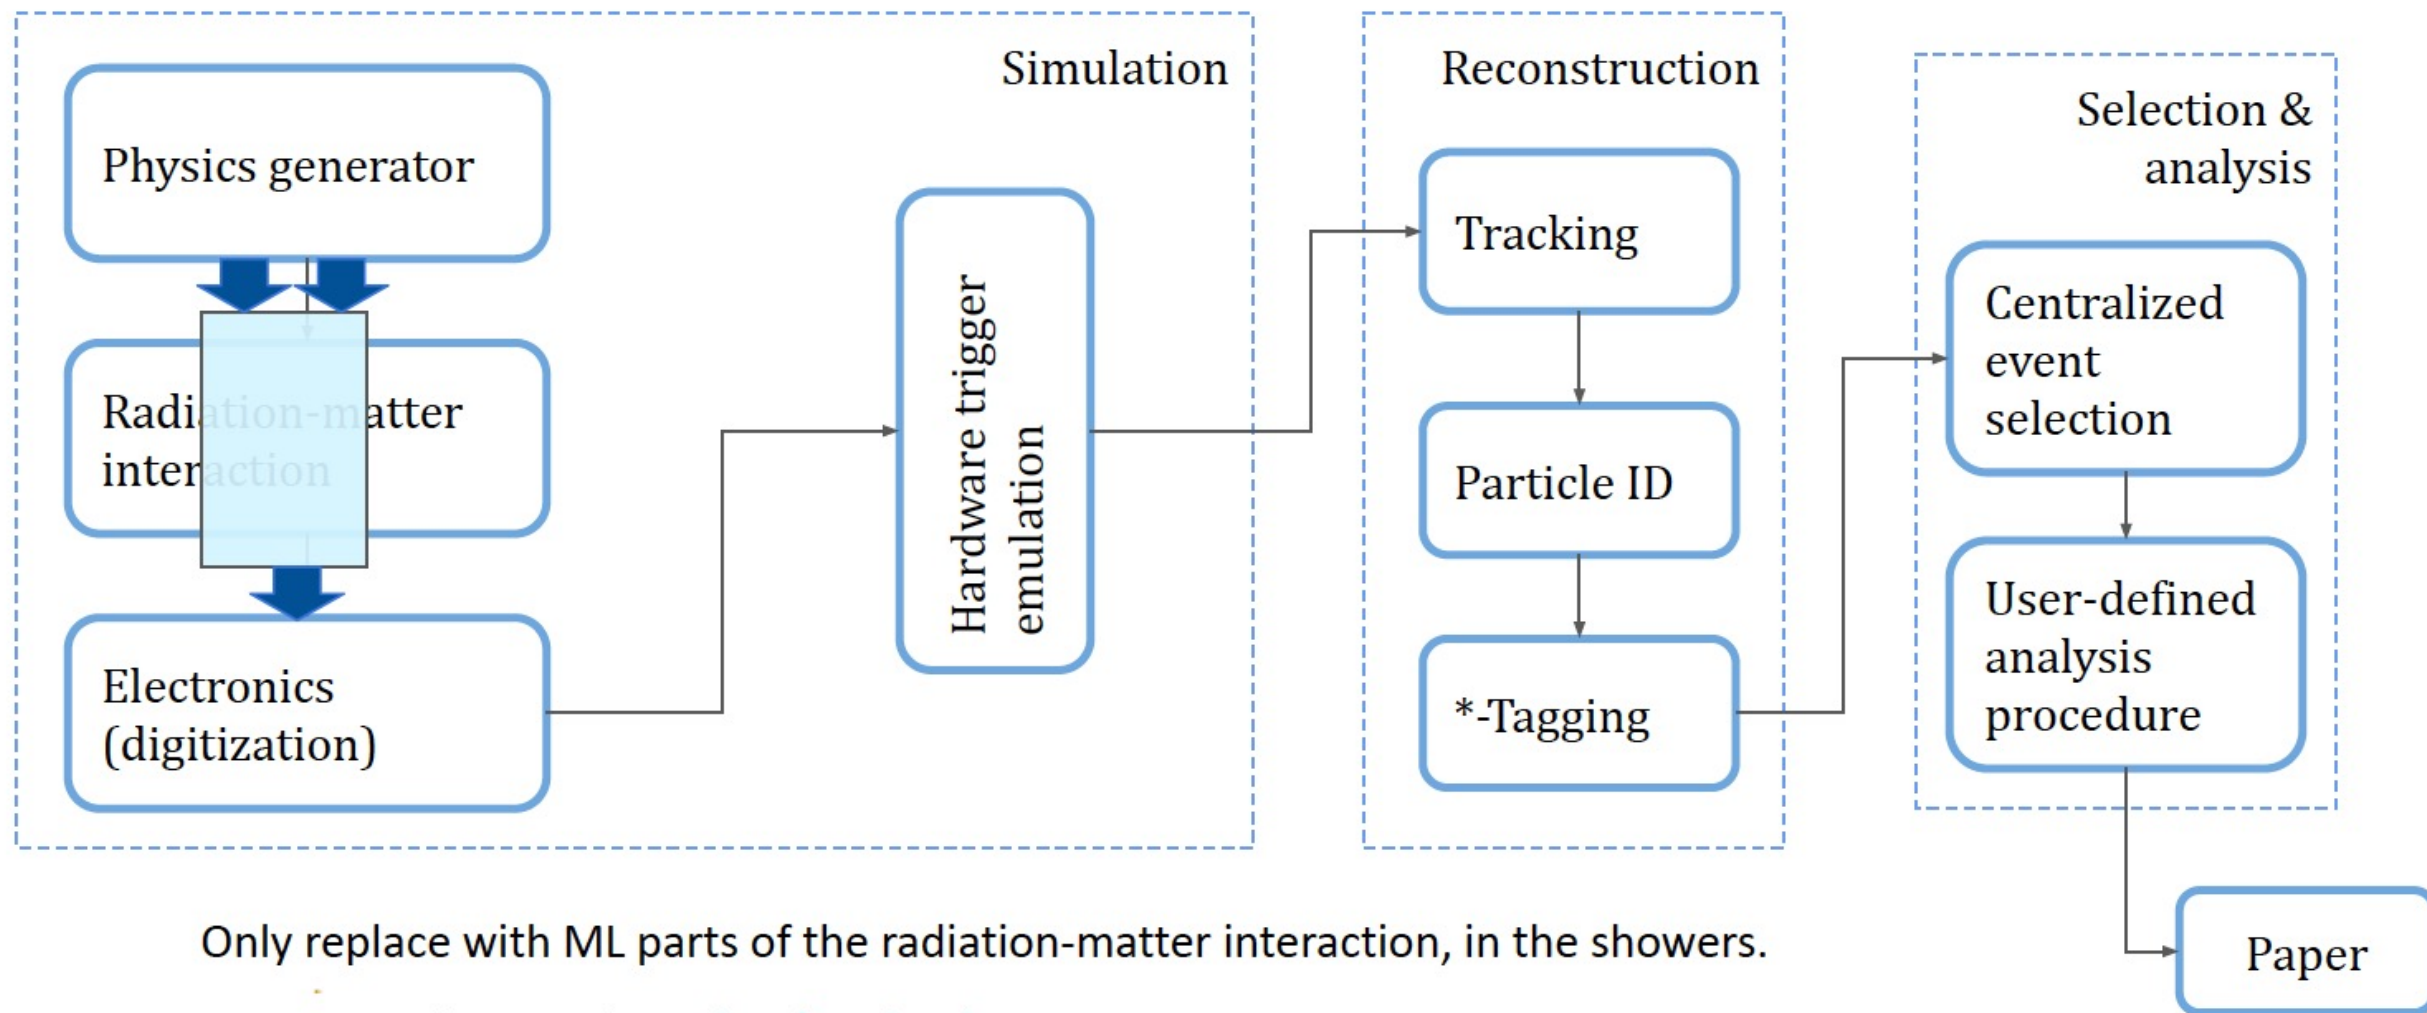 Simulation
Physics generator
Radiation-matter
interaction
Electronics
(digitization)
Hardware trigger
emulation
Reconstruction
Tracking
Particle ID
*-Tagging
Selection &
analysis
Centralized
event
selection
User-defined
analysis
procedure
Paper
Only replace with ML parts of the radiation-matter interaction, in the showers.